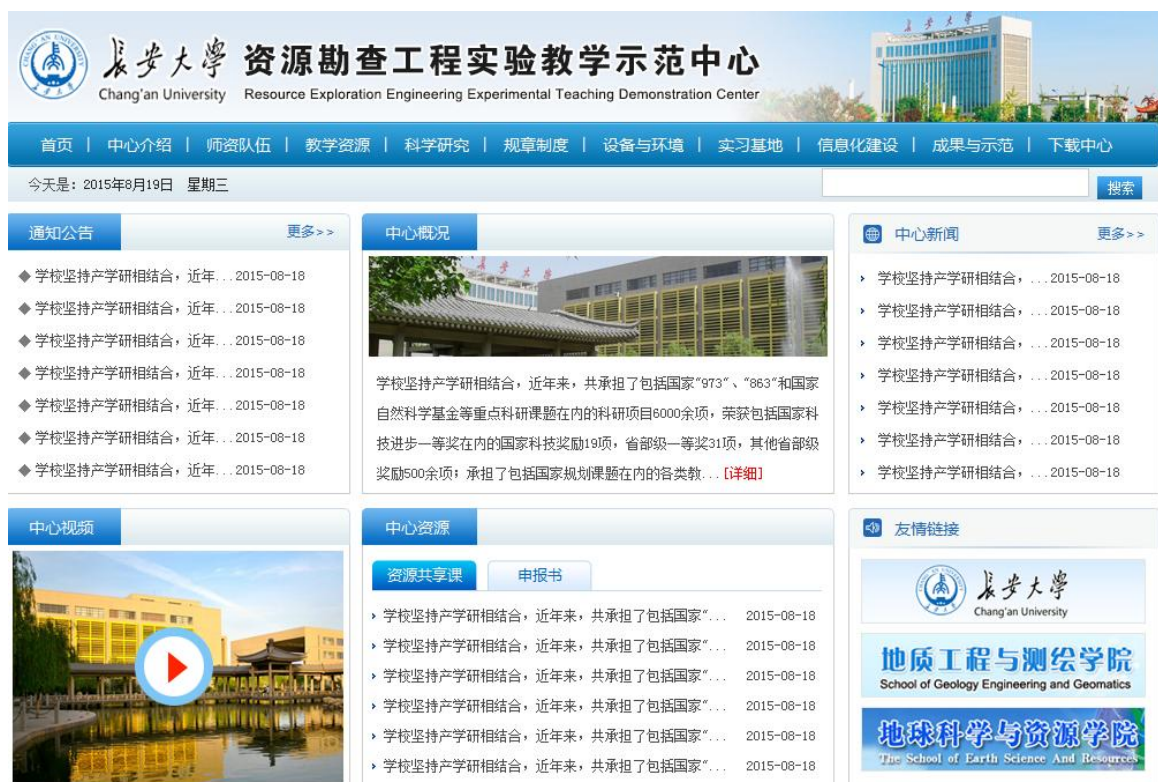 長安大學 资源勘查工程实验教学示范中心
Chang'an University Resource Exploration Engineering Experimental Teaching Demonstration Center
首页 | 中心介绍 | 师资队伍 | 教学资源 | 科学研究 | 规章制度 | 设备与环境 | 实习基地 | 信息化建设 | 成果与示范 | 下载中心
今天是：2015年8月19日 星期三
搜索
通知公告 更多>>
◆学校坚持产学研相结合，近年...2015-08-18
◆学校坚持产学研相结合，近年...2015-08-18
◆学校坚持产学研相结合，近年...2015-08-18
◆学校坚持产学研相结合，近年...2015-08-18
◆学校坚持产学研相结合，近年...2015-08-18
◆学校坚持产学研相结合，近年...2015-08-18
◆学校坚持产学研相结合，近年...2015-08-18
中心概况
学校坚持产学研相结合，近年来，共承担了包括国家"973"、"863"和国家
自然科学基金等重点科研课题在内的科研项目6000余项，荣获包括国家科
技进步一等奖在内的国家科技奖励19项，省部级一等奖31项，其他省部级
奖励500余项；承担了包括国家规划课题在内的各类教...[详细]
中心新闻 更多>>
学校坚持产学研相结合，...2015-08-18
学校坚持产学研相结合，...2015-08-18
学校坚持产学研相结合，...2015-08-18
学校坚持产学研相结合，...2015-08-18
学校坚持产学研相结合，...2015-08-18
学校坚持产学研相结合，...2015-08-18
学校坚持产学研相结合，...2015-08-18
中心视频
中心资源
资源共享课 申报书
学校坚持产学研相结合，近年来，共承担了包括国家"... 2015-08-18
学校坚持产学研相结合，近年来，共承担了包括国家"... 2015-08-18
学校坚持产学研相结合，近年来，共承担了包括国家"... 2015-08-18
学校坚持产学研相结合，近年来，共承担了包括国家"... 2015-08-18
学校坚持产学研相结合，近年来，共承担了包括国家"... 2015-08-18
学校坚持产学研相结合，近年来，共承担了包括国家"... 2015-08-18
友情链接
長安大學
Chang'an University
地质工程与测绘学院
School of Geology Engineering and Geomatics
地球科学与资源学院
The School of Earth Science And Resources